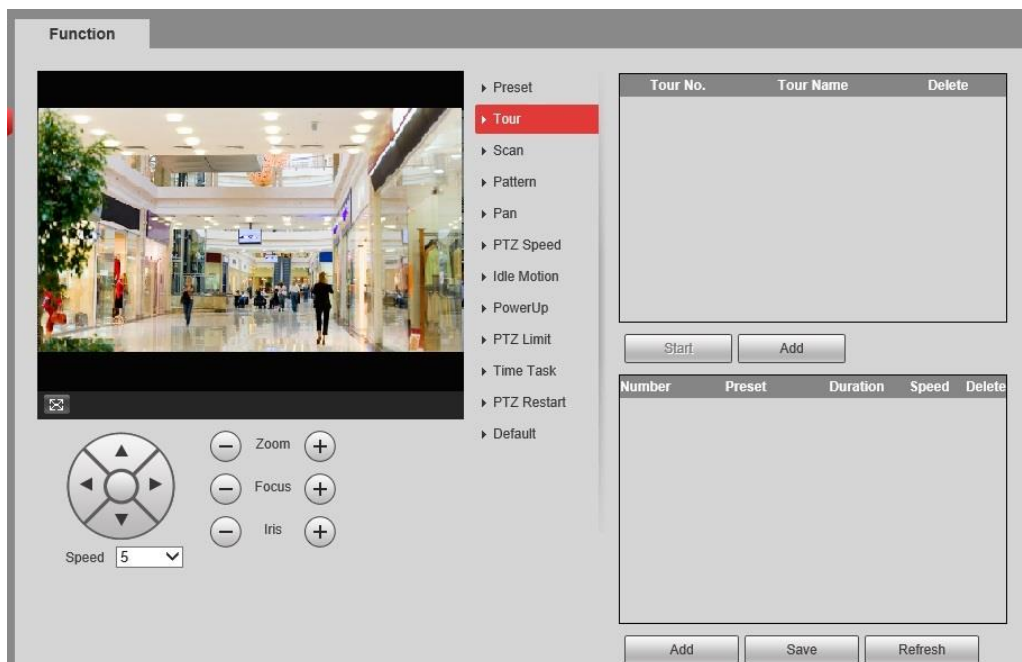 Function
Preset
Tour
Scan
Pattern
Pan
PTZ Speed
Idle Motion
PowerUp
PTZ Limit
Time Task
PTZ Restart
Default
Zoom
Focus
Iris
Speed 5
Tour No. Tour Name Delete
Start Add
Number Preset Duration Speed Delete
Add Save Refresh